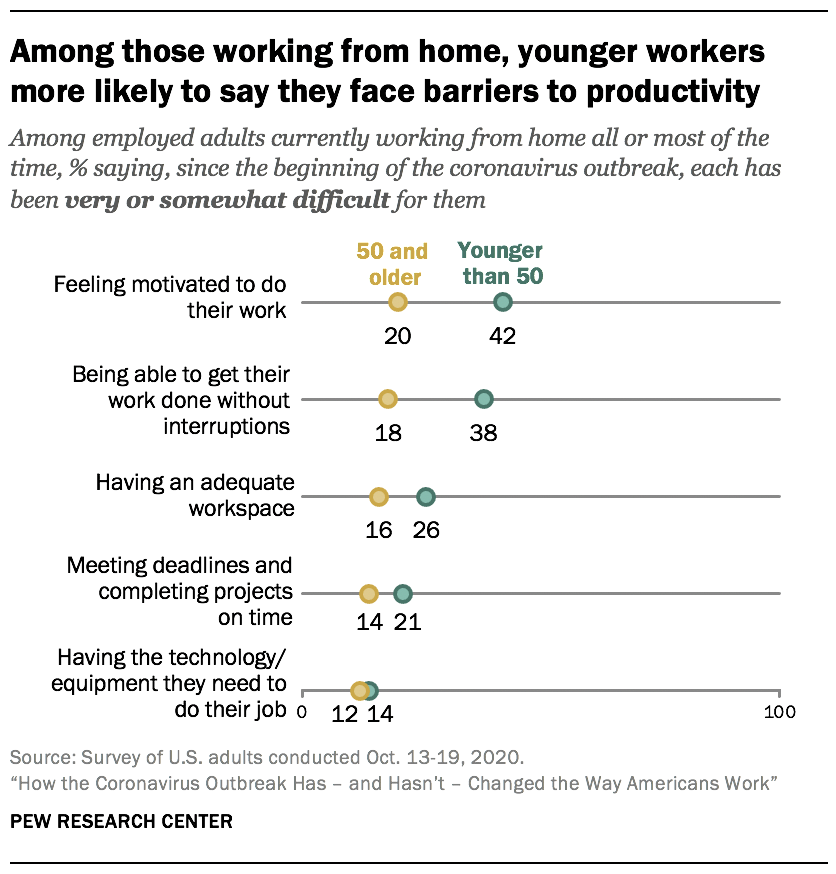 Among those working from home, younger workers
more likely to say they face barriers to productivity
Among employed adults currently working from home all or most of the
time, % saying, since the beginning of the coronavirus outbreak, each has
been very or somewhat difficult for them
50 and
older
Younger
than 50
Feeling motivated to do
their work
20
42
Being able to get their
work done without
interruptions
18
38
Having an adequate
workspace
16
26
Meeting deadlines and
completing projects
on time
14
21
Having the technology/
equipment they need to
do their job
0
12
14
100
Source: Survey of U.S. adults conducted Oct. 13-19, 2020.
“How the Coronavirus Outbreak Has – and Hasn’t – Changed the Way Americans Work”
PEW RESEARCH CENTER